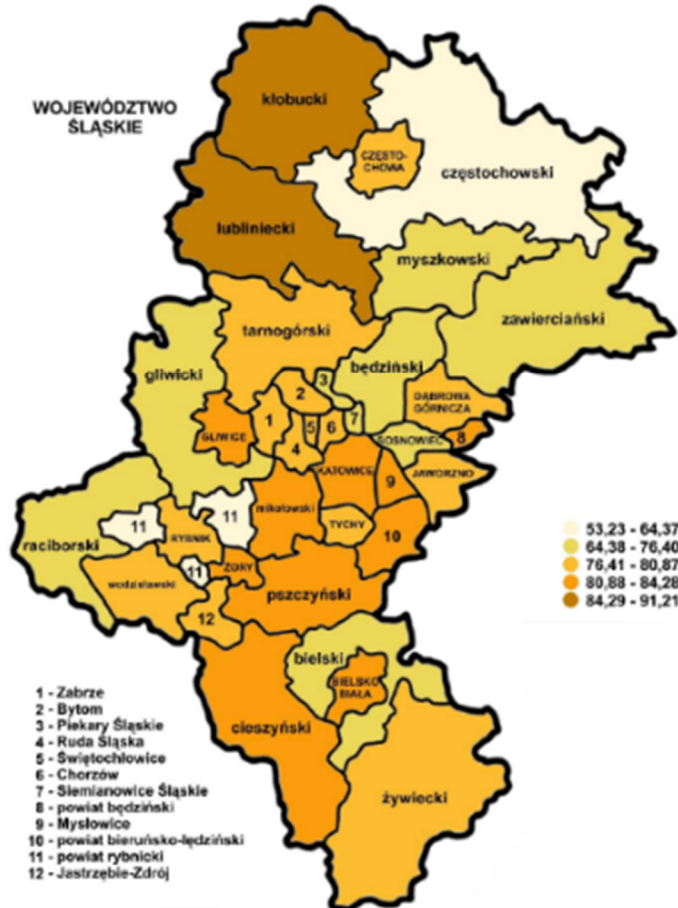 WOJEWÓDZTWO
ŚLĄSKIE
kłobucki
CZĘSTO-
CHOWA
częstochowski
lubliniecki
myszkowski
zawierciański
tarnogórski
gliwicki
będziński
3
2
DĄBROWA
GÓRNICZA
1
5
6
7
GLIWICE
4
SOSNOWIEC
8
KATOWICE
9
JAWORZNO
mikołowski
11
11
raciborski
RYBNIK
TYCHY
10
11
ŻORY
wodzisławski
pszczyński
12
bielski
BIELSKO
BIAŁA
cieszyński
żywiecki
53,23 - 64,37
64,38 - 76,40
76,41 - 80,87
80,88 - 84,28
84,29 - 91,21
1 - Zabrze
2 - Bytom
3 - Piekary Śląskie
4 - Ruda Śląska
5 - Świętochłowice
6 - Chorzów
7 - Siemianowice Śląskie
8 - powiat będziński
9 - Mysłowice
10 - powiat bieruńsko-lędziński
11 - powiat rybnicki
12 - Jastrzębie-Zdrój